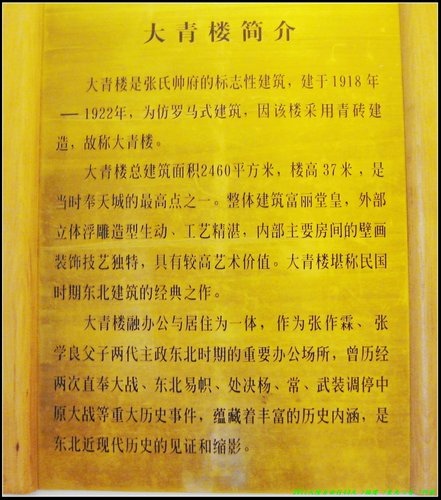 大青楼简介
大青楼是张氏帅府的标志性建筑，建于1918年
—1922年，为仿罗马式建筑，因该楼采用青砖建
造，故称大青楼。
大青楼总建筑面积2460平方米，楼高37米，是
当时奉天城的最高点之一。整体建筑富丽堂皇，外部
立体浮雕造型生动、工艺精湛，内部主要房间的壁画
装饰技艺独特，具有较高艺术价值。大青楼堪称民国
时期东北建筑的经典之作。
大青楼融办公与居住为一体，作为张作霖、张
学良父子两代主政东北时期的重要办公场所，曾历经
两次直奉大战、东北易帜、处决杨、常、武装调停中
原大战等重大历史事件，蕴藏着丰富的历史内涵，是
东北近现代历史的见证和缩影。